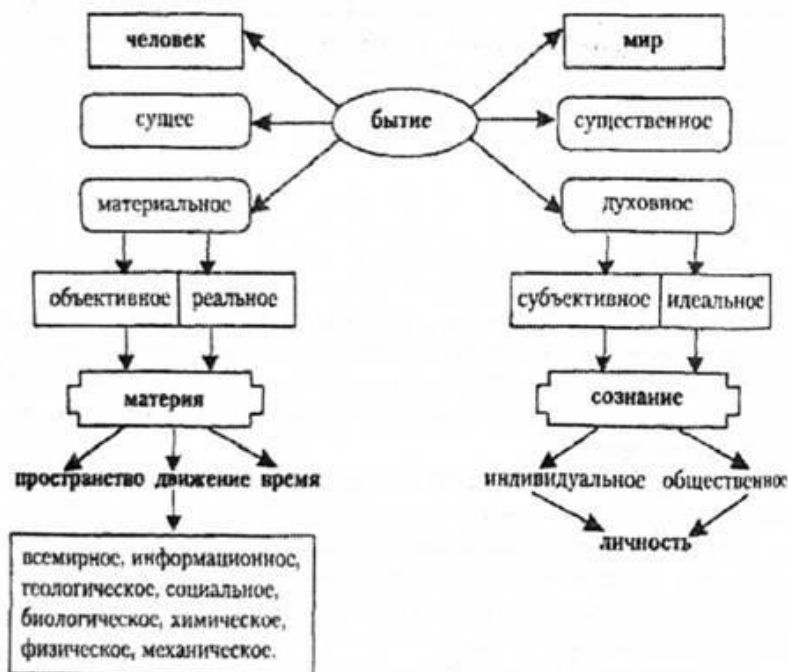 человек
мир
сущее
бытие
существенное
материальное
духовное
объективное реальное
субъективное идеальное
материя
сознание
пространство движение время
индивидуальное общественное
личность
всемирное, информационное,
геологическое, социальное,
биологическое, химическое,
физическое, механическое.